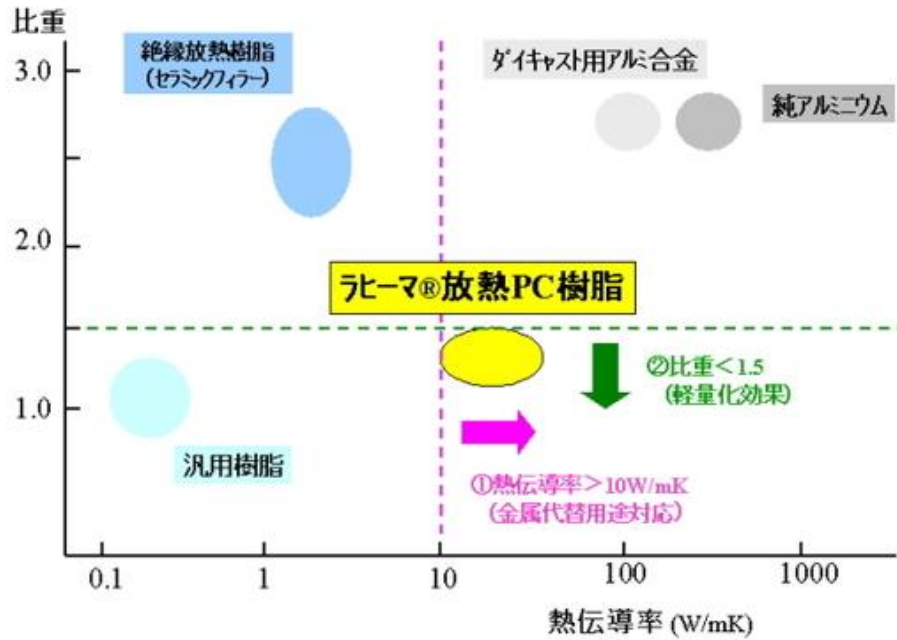 比重
絶縁放熱樹脂
(セラミックフィラー)
ダイキャスト用アルミ合金
純アルミニウム
3.0
2.0
ラヒーマ®放熱PC樹脂
②比重＜1.5
(軽量化効果)
1.0
汎用樹脂
①熱伝導率＞10W/mK
(金属代替用途対応)
0.1
1
10
100
1000
熱伝導率 (W/mK)